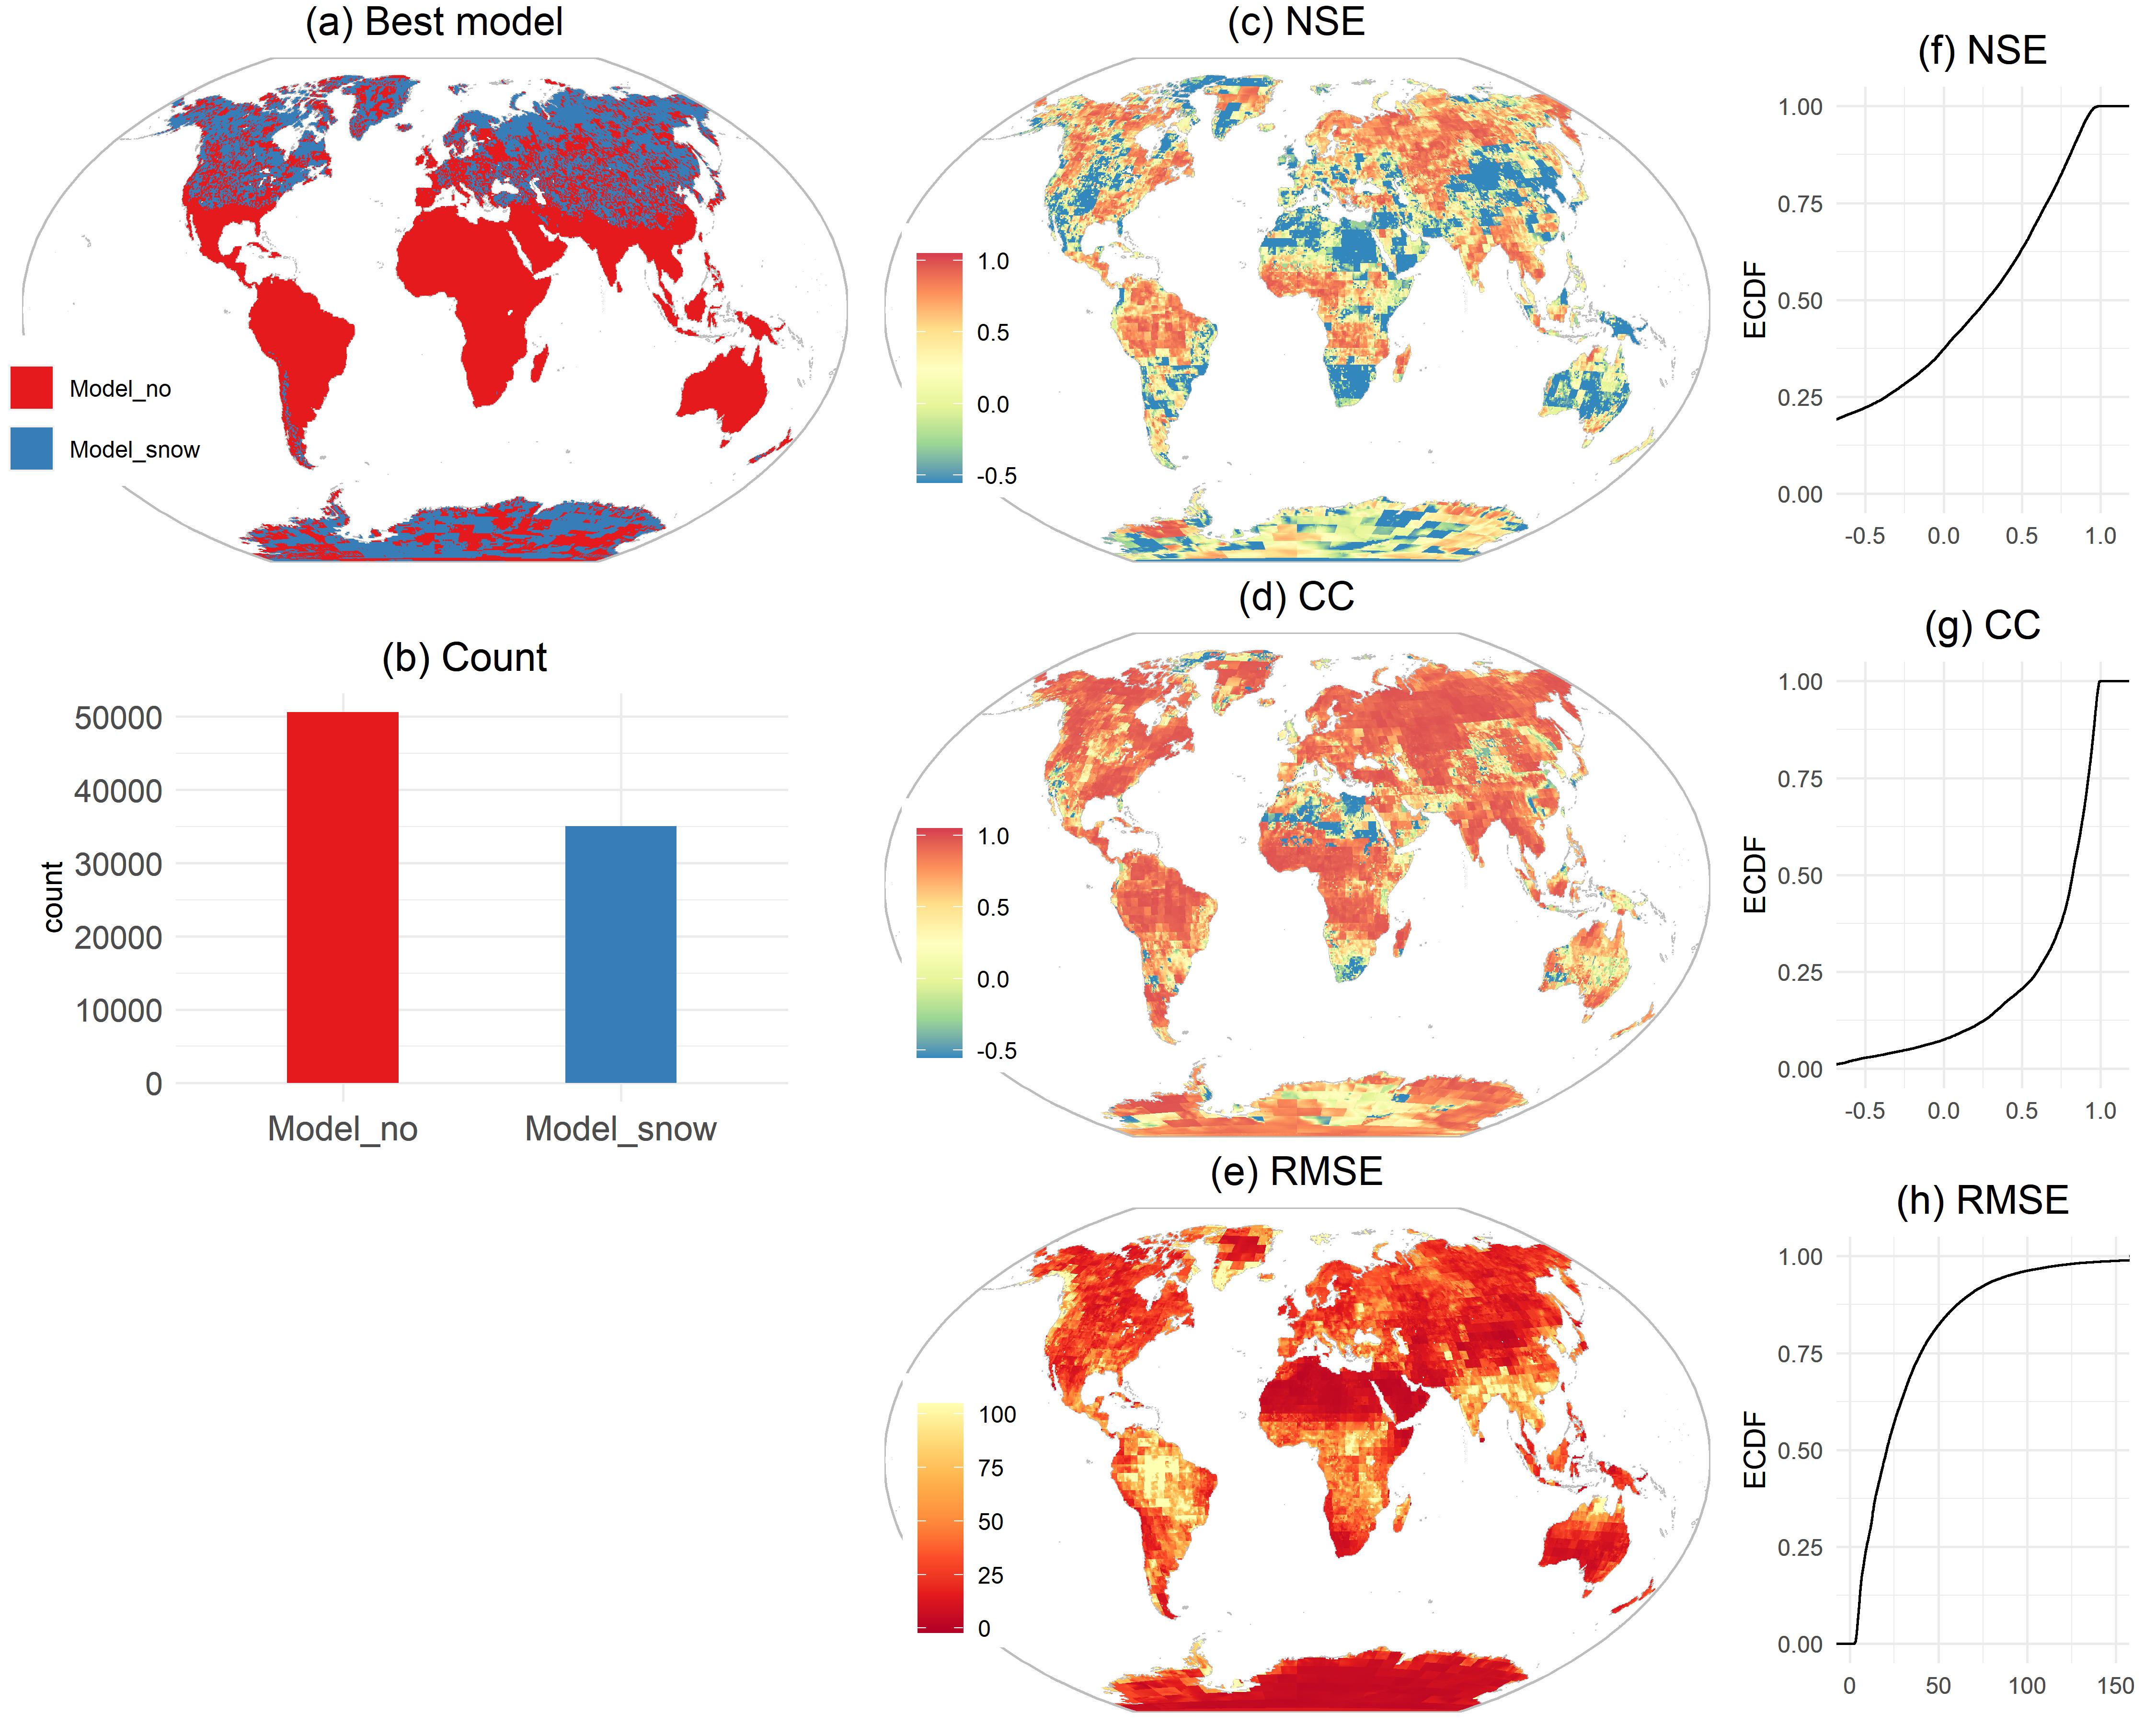 (a) Best model
Model_no
Model_snow
(b) Count
50000
40000
30000
20000
10000
0
count
Model_no
Model_snow
(c) NSE
1.0
0.5
0.0
-0.5
(d) CC
1.0
0.5
0.0
-0.5
(e) RMSE
100
75
50
25
0
(f) NSE
1.00
0.75
0.50
0.25
0.00
ECDF
-0.5 0.0 0.5 1.0
(g) CC
1.00
0.75
0.50
0.25
0.00
ECDF
-0.5 0.0 0.5 1.0
(h) RMSE
1.00
0.75
0.50
0.25
0.00
ECDF
0 50 100 150